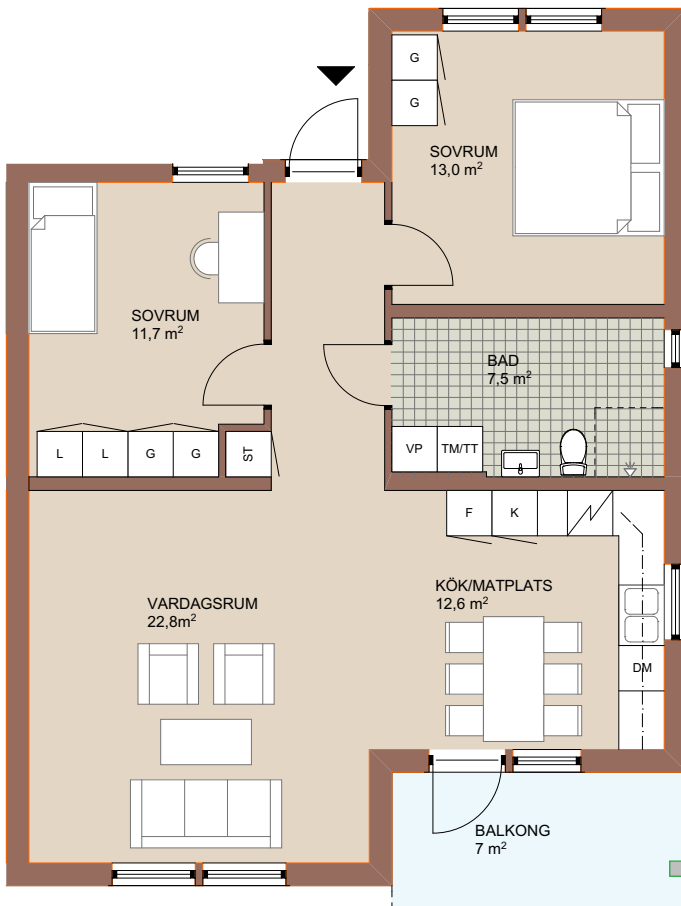 G
G
SOVRUM
13,0 m²
SOVRUM
11,7 m²
BAD
7,5 m²
L
L
G
G
ST
VP
TM/TT
F
K
VARDAGSRUM
22,8m²
KÖK/MATPLATS
12,6 m²
DM
BALKONG
7 m²